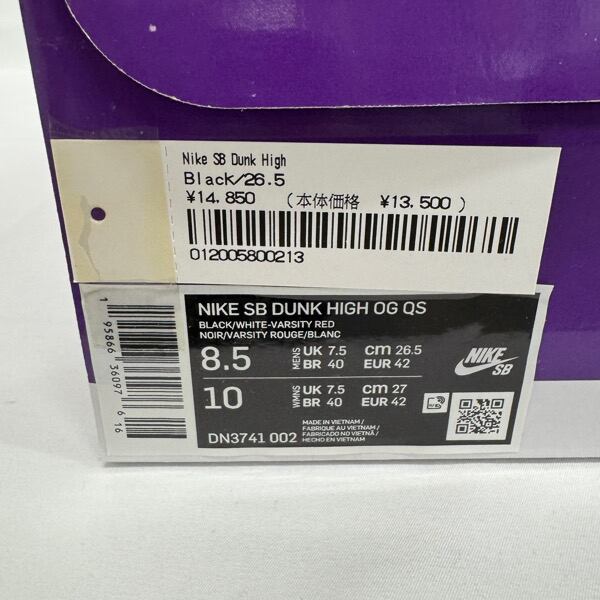 Nike SB Dunk High
Black/26.5
¥14,850 (本体価格 ¥13,500 )
012005800213
NIKE SB DUNK HIGH OG QS
BLACK/WHITE-VARSITY RED
NOIR/VARSITY ROUGE/BLANC
8.5 MENS UK 7.5 cm 26.5
BR 40 EUR 42
10 WMNS UK 7.5 cm 27
BR 40 EUR 42
NIKE SB
DN3741 002
MADE IN VIETNAM /
FABRIQUE AU VIETNAM /
FABRICADO NO VIETNÃ /
HECHO EN VIETNAM
1 95866 36097 6 16